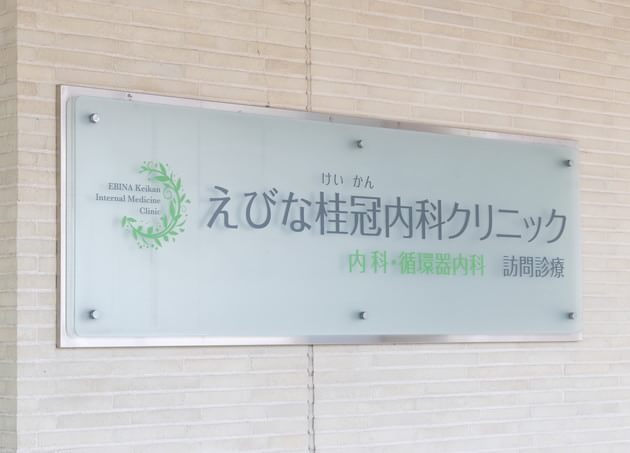 EBINA Keikan
Internal Medicine
Clinic
けいかん
えびな桂冠内科クリニック
内科・循環器内科 訪問診療